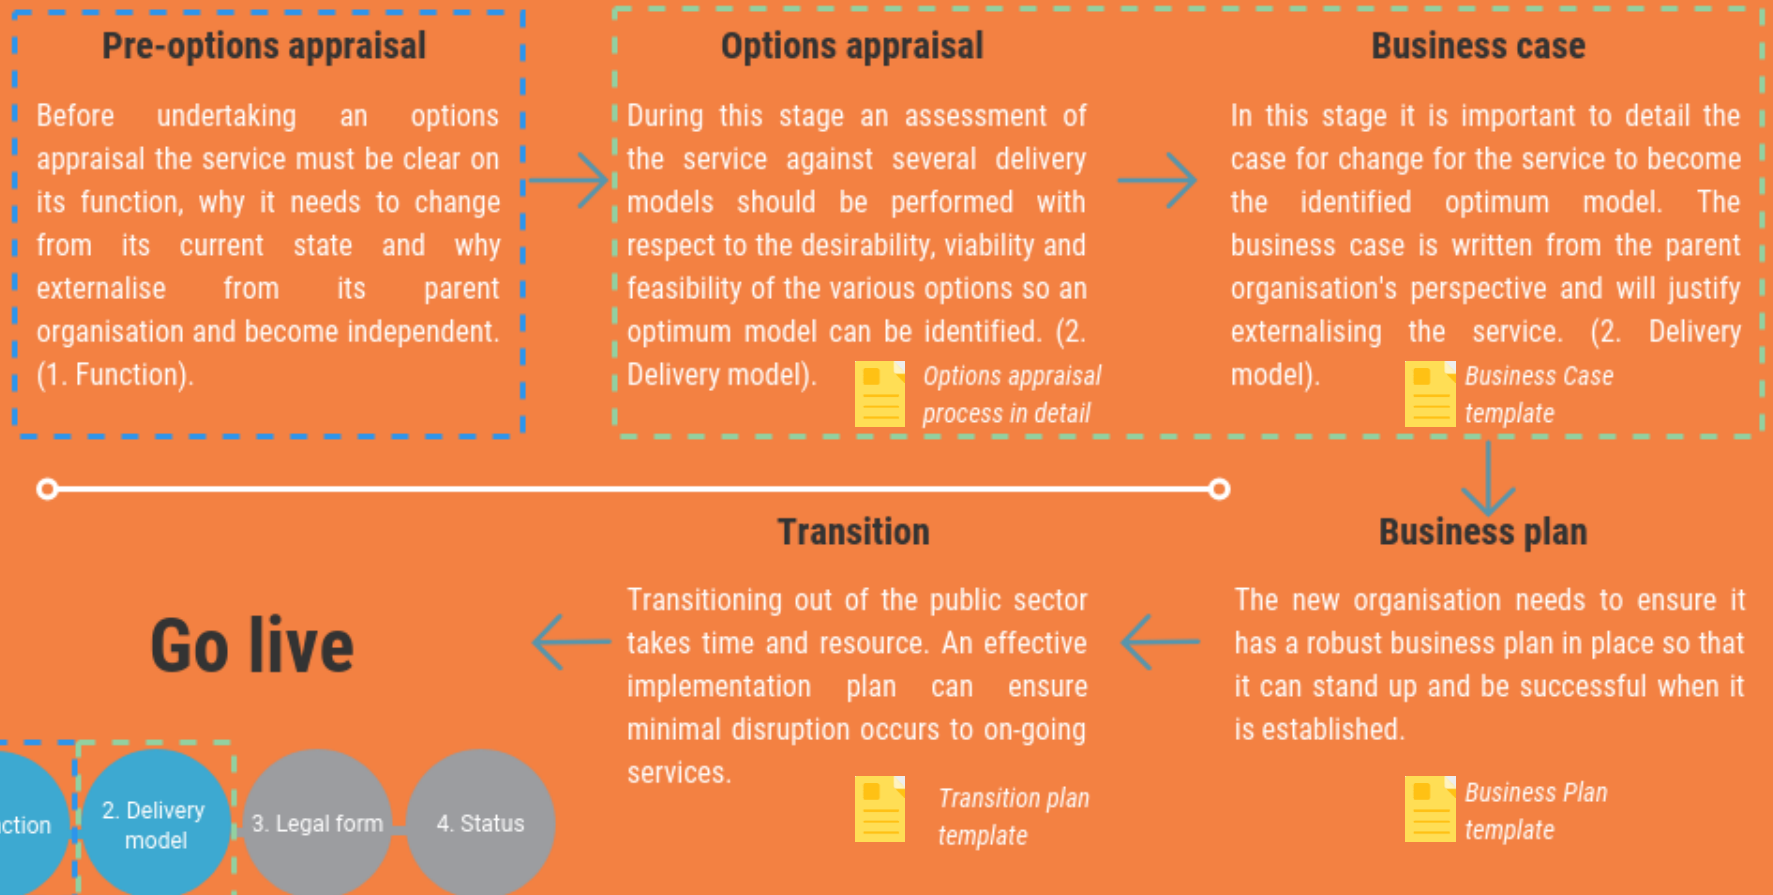 Pre-options appraisal
Before undertaking an options
appraisal the service must be clear on
its function, why it needs to change
from its current state and why
externalise from its parent
organisation and become independent.
(1. Function).
Options appraisal
During this stage an assessment of
the service against several delivery
models should be performed with
respect to the desirability, viability and
feasibility of the various options so an
optimum model can be identified. (2.
Delivery model).
Options appraisal
process in detail
Business case
In this stage it is important to detail the
case for change for the service to become
the identified optimum model. The
business case is written from the parent
organisation's perspective and will justify
externalising the service. (2. Delivery
model).
Business Case
template
Business plan
The new organisation needs to ensure it
has a robust business plan in place so that
it can stand up and be successful when it
is established.
Business Plan
template
Transition
Transitioning out of the public sector
takes time and resource. An effective
implementation plan can ensure
minimal disruption occurs to on-going
services.
Transition plan
template
Go live
ction
2. Delivery
model
3. Legal form
4. Status